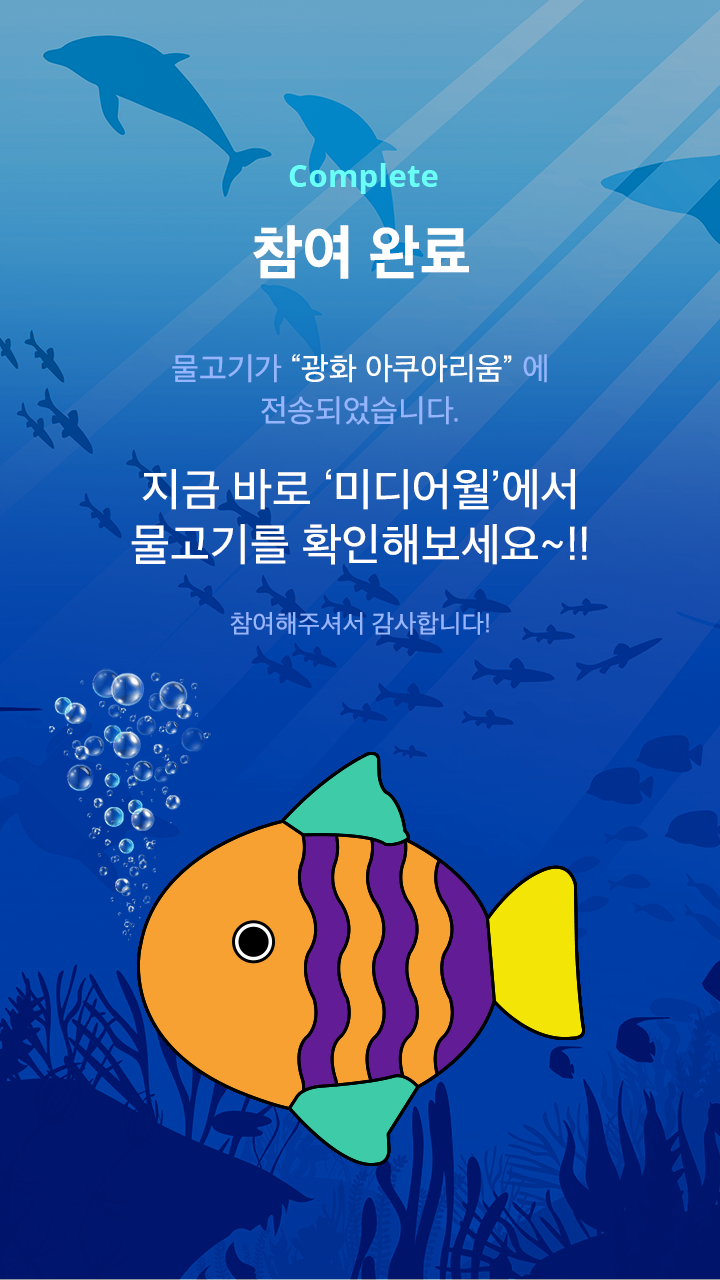 Complete
참여 완료
물고기가 “광화 아쿠아리움” 에
전송되었습니다.
지금 바로 ‘미디어월’에서
물고기를 확인해보세요~!!
참여해주셔서 감사합니다!